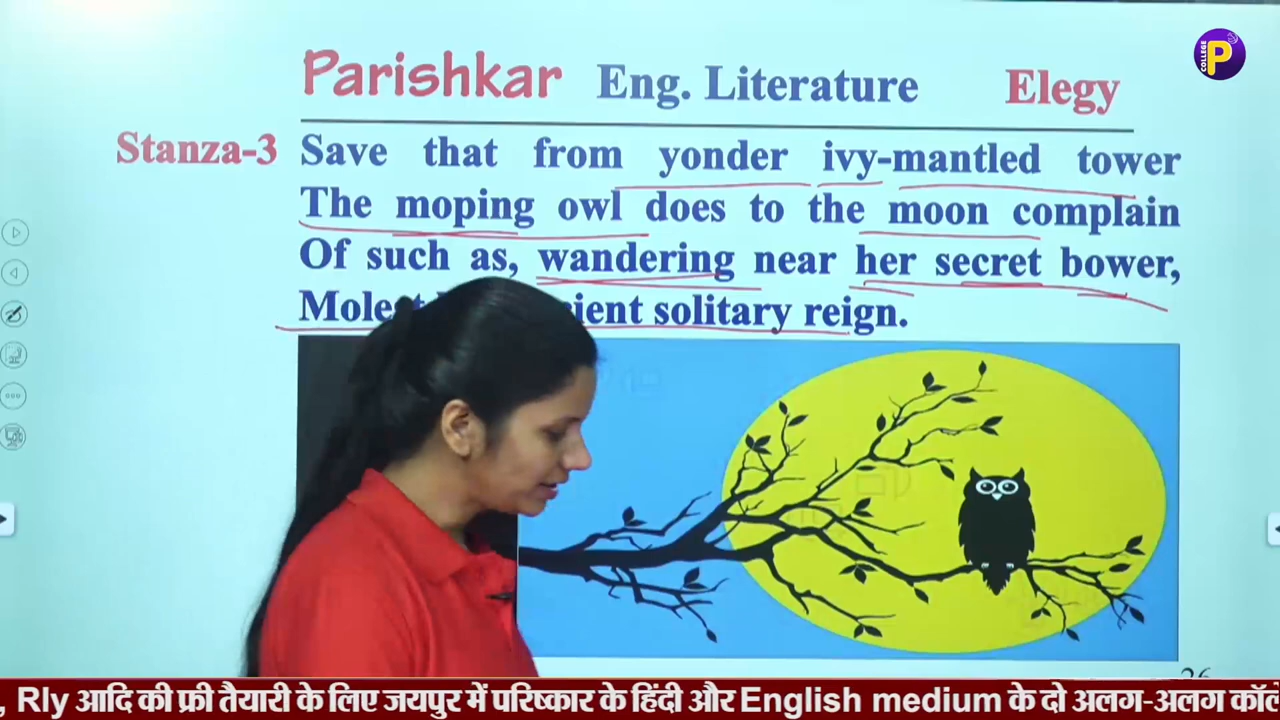 Parishkar Eng. Literature Elegy
COLLEGE P
Stanza-3 Save that from yonder ivy-mantled tower
The moping owl does to the moon complain
Of such as, wandering near her secret bower,
solitary reign.
, Rly आदि की फ्री तैयारी के लिए जयपुर में परिष्कार के हिंदी और English medium के दो अलग-अलग